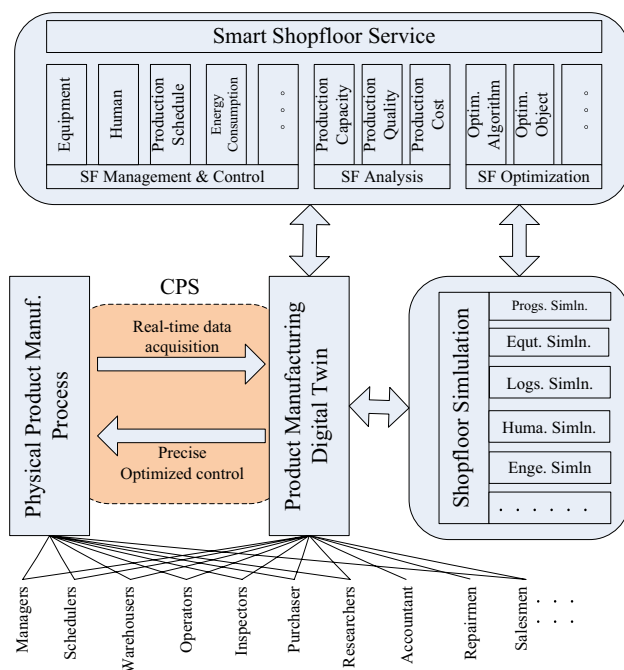 Smart Shopfloor Service
Equipment
Human
Production
Schedule
Energy
Consumption
. . .
Production
Capacity
Production
Quality
Production
Cost
Optim.
Algorithm
Optim.
Object
. . .
SF Management & Control
SF Analysis
SF Optimization
CPS
Physical Product Manuf.
Process
Real-time data
acquisition
Precise
Optimized control
Product Manufacturing
Digital Twin
Shopfloor Simlulation
Progs. Simln.
Equt. Simln.
Logs. Simln.
Huma. Simln.
Enge. Simln
. . . . . .
Managers
Schedulers
Warehousers
Operators
Inspectors
Purchaser
Researchers
Accountant
Repairmen
Salesmen
. . . .
. . . .